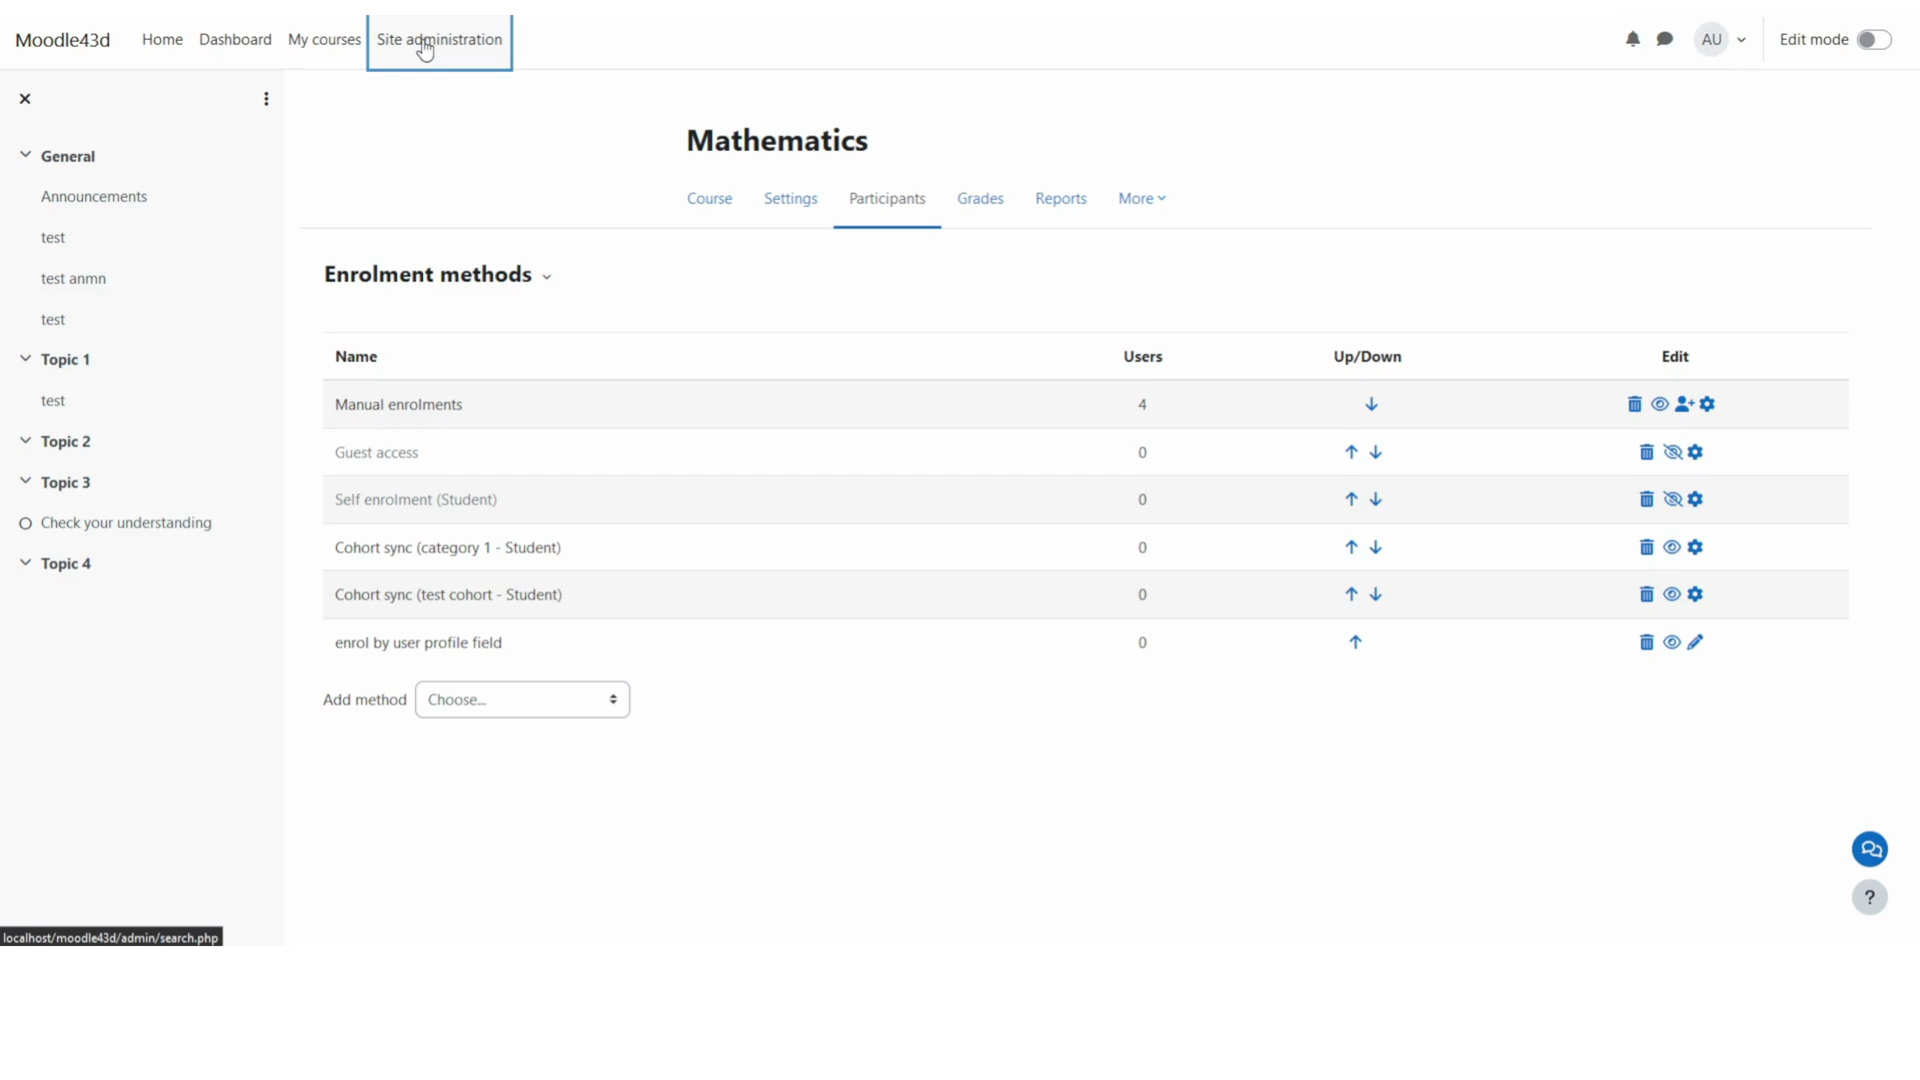 Moodle43d Home Dashboard My courses Site administration AU Edit mode
General
Announcements
test
test anmn
test
Topic 1
test
Topic 2
Topic 3
Check your understanding
Topic 4
Mathematics
Course Settings Participants Grades Reports More
Enrolment methods
Name Users Up/Down Edit
Manual enrolments 4
Guest access 0
Self enrolment (Student) 0
Cohort sync (category 1 - Student) 0
Cohort sync (test cohort - Student) 0
enrol by user profile field 0
Add method Choose...
?
localhost/moodle43d/admin/search.php